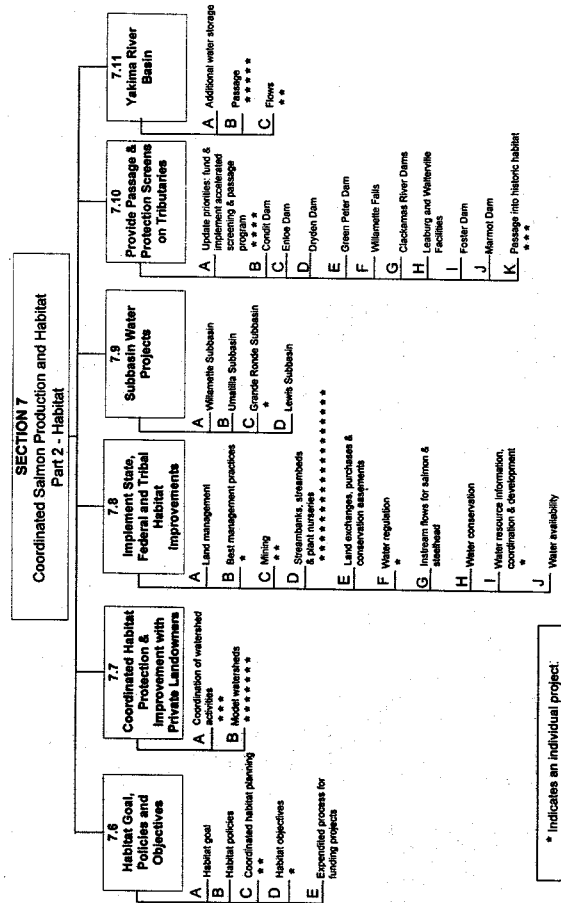 SECTION 7
Coordinated Salmon Production and Habitat
Part 2 - Habitat
7.6
Habitat Goal,
Policies and
Objectives
A
Habitat goal
B
Habitat policies
C
Coordinated habitat planning
* *
D
Habitat objectives
*
E
Expendited process for
funding projects
7.7
Coordinated Habitat
Protection &
Improvement with
Private Landowners
A
Coordination of watershed
activities
* * *
B
Model watersheds
* * * * * * *
7.8
Implement State,
Federal and Tribal
Habitat
Improvements
A
Land management
B
Best management practices
*
C
Mining
* *
D
Streambanks, streambeds
& plant nurseries
* * * * * * * * * * * * * * * * * *
E
Land exchanges, purchases &
conservation easements
F
Water regulation
*
G
Instream flows for salmon &
steelhead
H
Water conservation
I
Water resource information,
coordination & development
*
J
Water availability
7.9
Subbasin Water
Projects
A
Willamette Subbasin
B
Umatilla Subbasin
C
Grande Ronde Subbasin
*
D
Lewis Subbasin
7.10
Provide Passage &
Protection Screens
on Tributaries
A
Update priorities: fund &
implement accelerated
screening & passage
program
* * * *
B
Condit Dam
C
Enloe Dam
D
Dryden Dam
E
Green Peter Dam
F
Willamette Falls
G
Clackamas River Dams
H
Leaburg and Walterville
Facilities
I
Foster Dam
J
Marmot Dam
K
Passage into historic habitat
* * *
7.11
Yakima River
Basin
A
Additional water storage
B
Passage
* * * * *
C
Flows
* *
* Indicates an individual project.